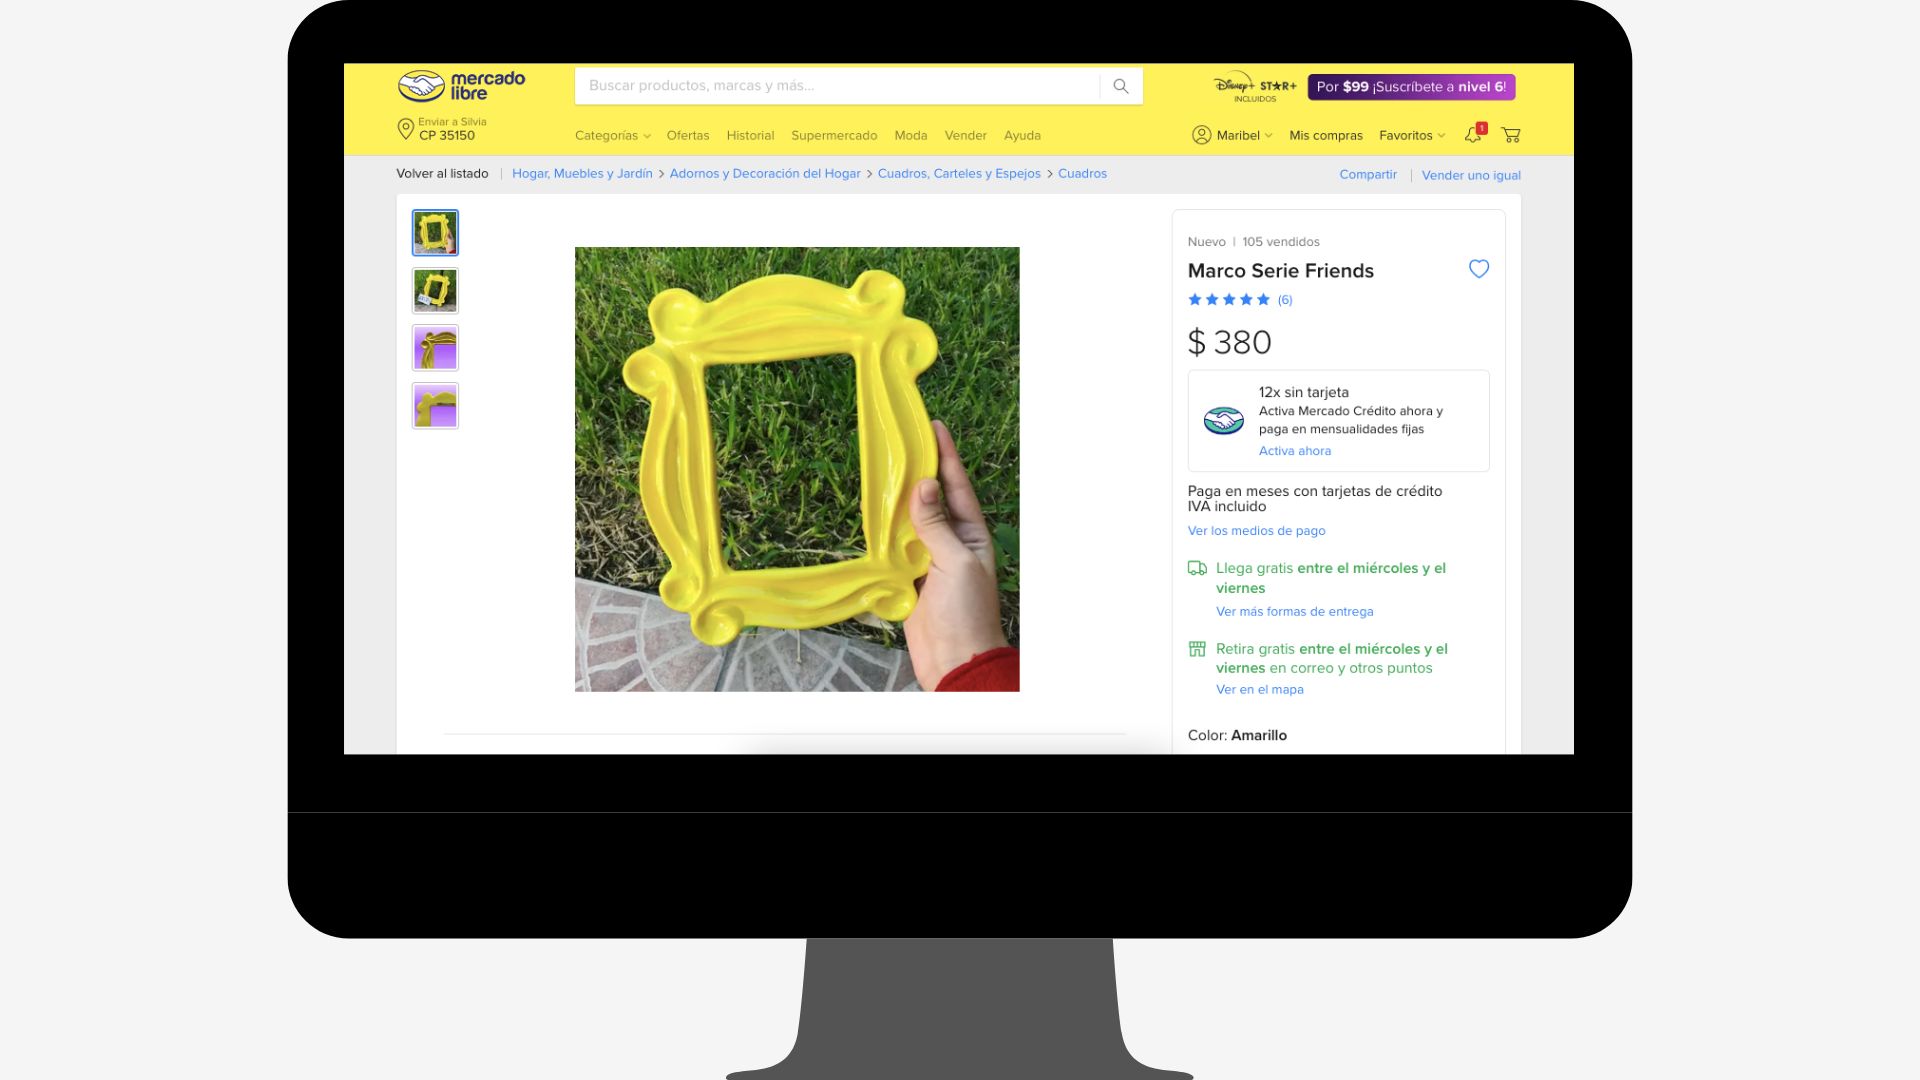 mercado
libre
Buscar productos, marcas y más...
Disney+ STAR+
INCLUIDOS
Por $99 ¡Suscríbete a nivel 6!
Enviar a Silvia
CP 35150
Categorías
Ofertas
Historial
Supermercado
Moda
Vender
Ayuda
Maribel
Mis compras
Favoritos
1
Volver al listado | Hogar, Muebles y Jardín > Adornos y Decoración del Hogar > Cuadros, Carteles y Espejos > Cuadros
Compartir | Vender uno igual
Nuevo | 105 vendidos
Marco Serie Friends
(6)
$ 380
12x sin tarjeta
Activa Mercado Crédito ahora y
paga en mensualidades fijas
Activa ahora
Paga en meses con tarjetas de crédito
IVA incluido
Ver los medios de pago
Llega gratis entre el miércoles y el
viernes
Ver más formas de entrega
Retira gratis entre el miércoles y el
viernes en correo y otros puntos
Ver en el mapa
Color: Amarillo